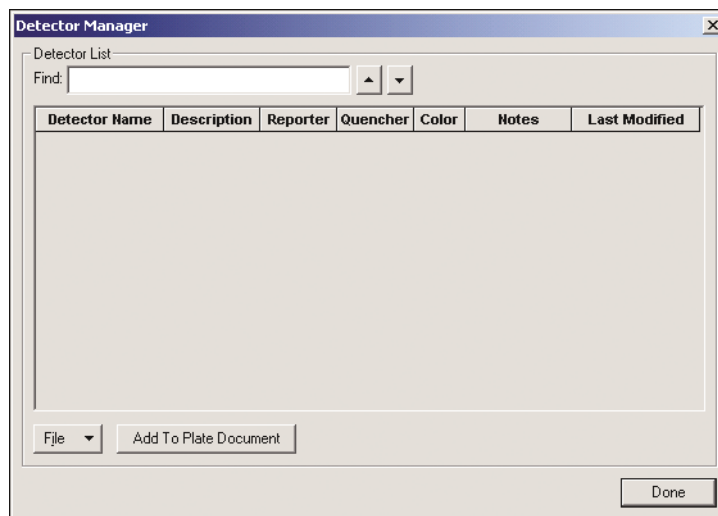 Detector Manager
Detector List
Find:
Detector Name Description Reporter Quencher Color Notes Last Modified
File Add To Plate Document
Done